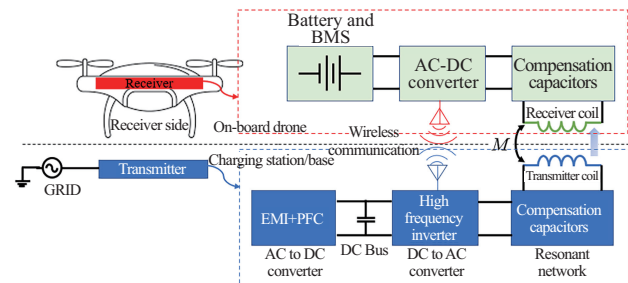 Battery and
BMS
AC-DC
converter
Compensation
capacitors
Receiver
Receiver side
On-board drone
Wireless
communication
Receiver coil
M
Charging station/base
Transmitter
GRID
Transmitter coil
EMI+PFC
High
frequency
inverter
Compensation
capacitors
AC to DC
converter
DC Bus
DC to AC
converter
Resonant
network